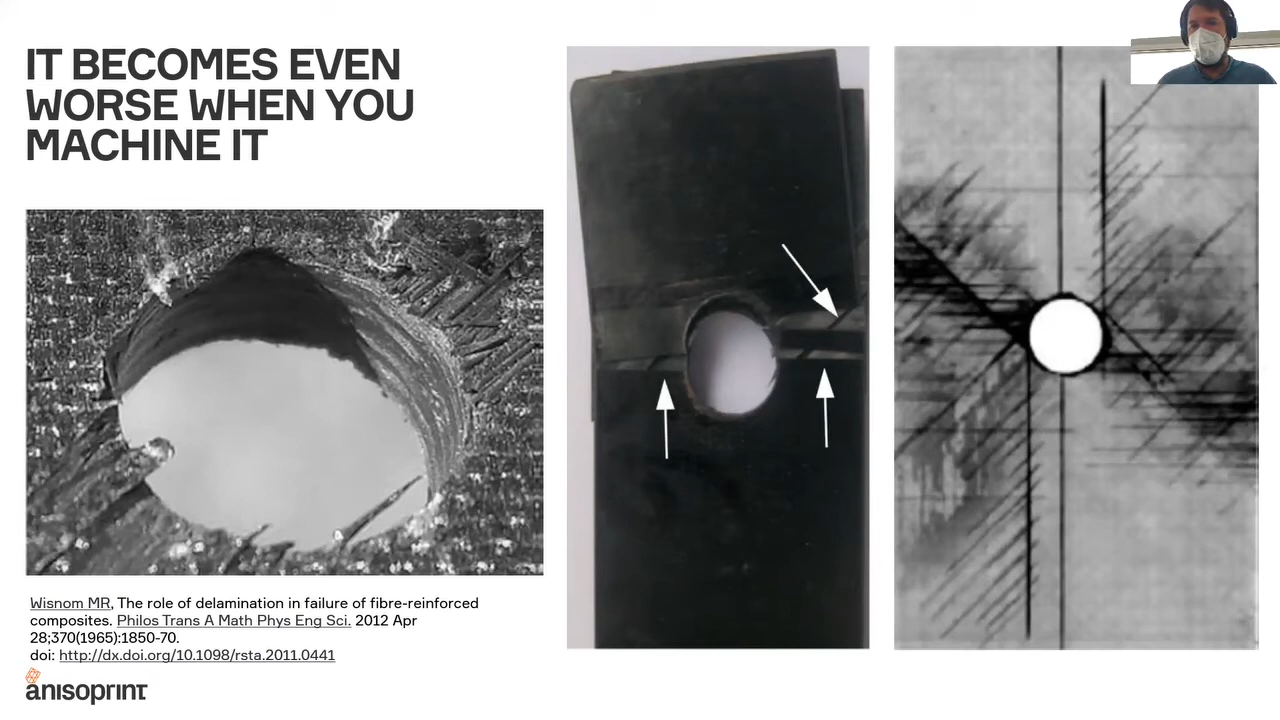 IT BECOMES EVEN
WORSE WHEN YOU
MACHINE IT
Wisnom MR, The role of delamination in failure of fibre-reinforced
composites. Philos Trans A Math Phys Eng Sci. 2012 Apr
28;370(1965):1850-70.
doi: http://dx.doi.org/10.1098/rsta.2011.0441
anisoprint